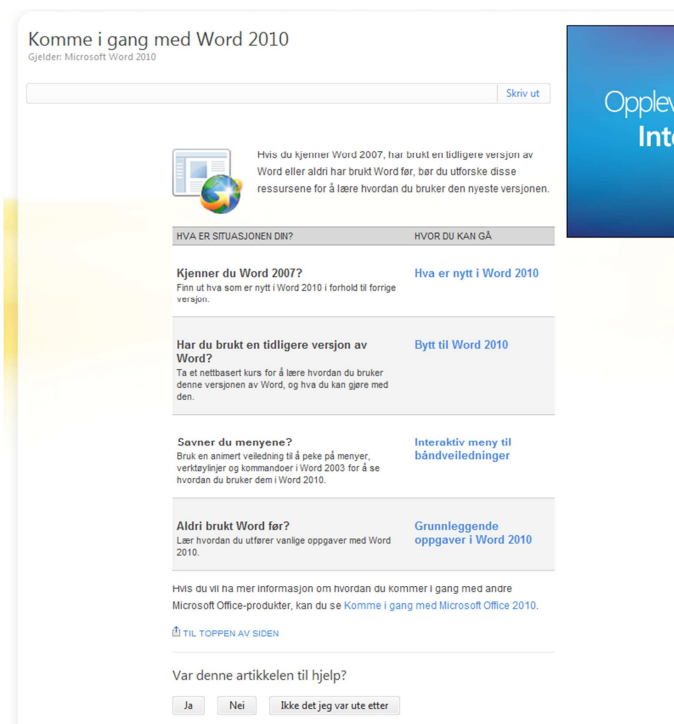 Komme i gang med Word 2010
Gjelder: Microsoft Word 2010
Skriv ut
Opplev
Hvis du kjenner Word 2007, har brukt en tidligere versjon av
Word eller aldri har brukt Word før, bør du utforske disse
ressursene for å lære hvordan du bruker den nyeste versjonen.
HVA ER SITUASJONEN DIN?
HVOR DU KAN GÅ
Kjenner du Word 2007?
Finn ut hva som er nytt i Word 2010 i forhold til forrige
versjon.
Hva er nytt i Word 2010
Har du brukt en tidligere versjon av
Word?
Ta et nettbasert kurs for å lære hvordan du bruker
denne versjonen av Word, og hva du kan gjøre med
den.
Bytt til Word 2010
Savner du menyene?
Bruk en animert veiledning til å peke på menyer,
verktøylinjer og kommandoer i Word 2003 for å se
hvordan du bruker dem i Word 2010.
Interaktiv meny til
båndveiledninger
Aldri brukt Word før?
Lær hvordan du utfører vanlige oppgaver med Word
2010.
Grunnleggende
oppgaver i Word 2010
Hvis du vil ha mer informasjon om hvordan du kommer i gang med andre
Microsoft Office-produkter, kan du se Komme i gang med Microsoft Office 2010.
TIL TOPPEN AV SIDEN
Var denne artikkelen til hjelp?
Ja
Nei
Ikke det jeg var ute etter